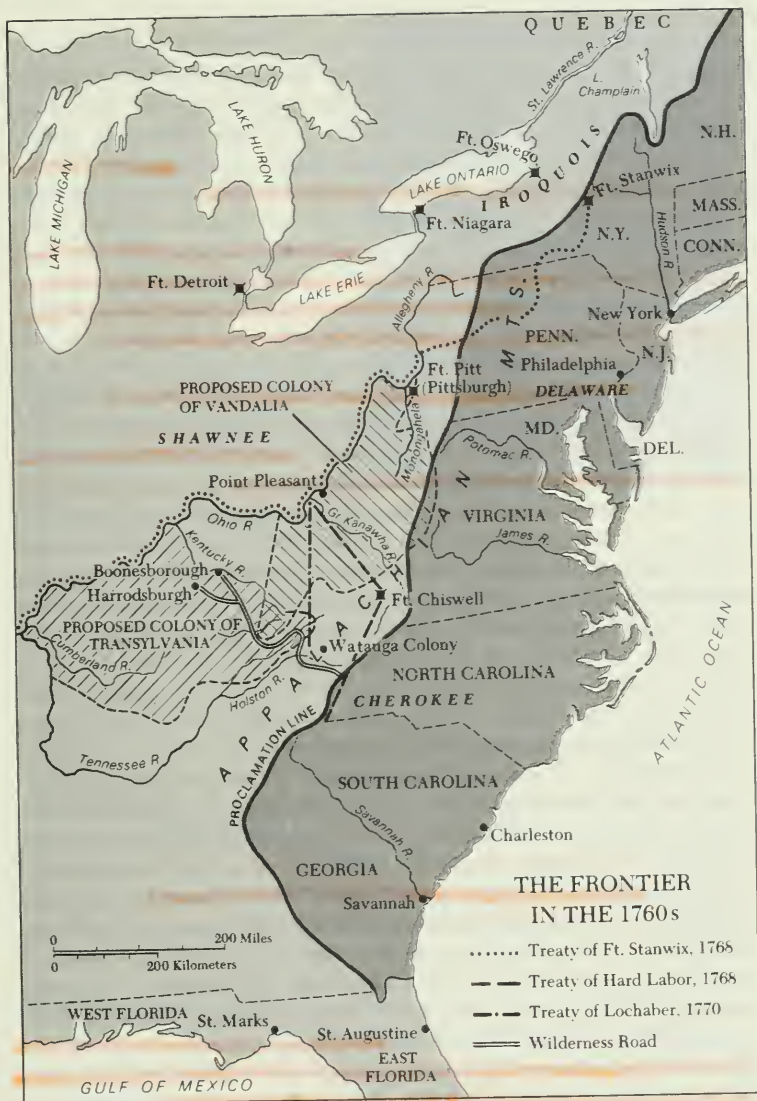 QUEBEC
St. Lawrence R.
L. Champlain
N.H.
LAKE HURON
LAKE MICHIGAN
Ft. Oswego
LAKE ONTARIO
IROQUOIS
Ft. Stanwix
MASS.
Ft. Niagara
N.Y.
Hudson R
CONN.
Ft. Detroit
LAKE ERIE
Allegheny R
New York
PENN.
N.J.
Philadelphia
Ft. Pitt
(Pittsburgh)
DELAWARE
PROPOSED COLONY
OF VANDALIA
SHAWNEE
Monongahela
MD.
DEL.
Potomac R.
Point Pleasant
VIRGINIA
James R.
Ohio R
Gr Kanawha R
Kentucky R.
Boonesborough
Harrodsburgh
Ft. Chiswell
PROPOSED COLONY OF
TRANSYLVANIA
Watauga Colony
Cumberland R.
NORTH CAROLINA
Holston R.
CHEROKEE
Tennessee R
APPALACHIAN MTS.
PROCLAMATION LINE
ATLANTIC OCEAN
SOUTH CAROLINA
Savannah R.
Charleston
GEORGIA
Savannah
THE FRONTIER
IN THE 1760s
Treaty of Ft. Stanwix, 1768
Treaty of Hard Labor, 1768
Treaty of Lochaber, 1770
Wilderness Road
0 200 Miles
0 200 Kilometers
WEST FLORIDA
St. Marks
St. Augustine
EAST
FLORIDA
GULF OF MEXICO